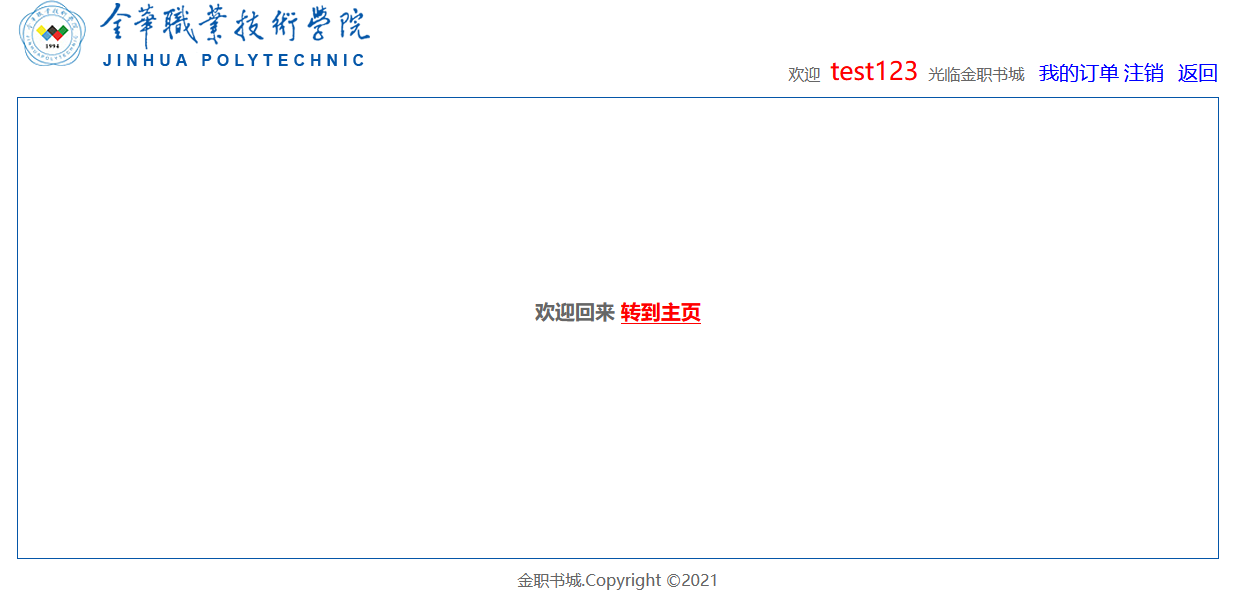 金華職業技術學院
JINHUA POLYTECHNIC
1994
欢迎 test123 光临金职书城 我的订单 注销 返回
欢迎回来 转到主页
金职书城.Copyright ©2021